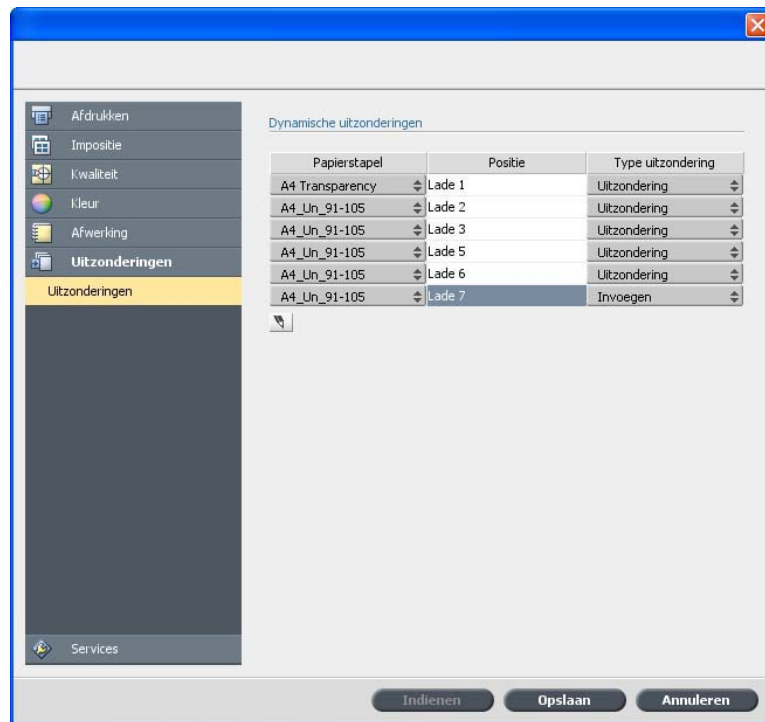 Afdrukken
Impositie
Kwaliteit
Kleur
Afwerking
Uitzonderingen
Uitzonderingen
Services
Dynamische uitzonderingen
Papierstapel Positie Type uitzondering
A4 Transparency Lade 1 Uitzondering
A4_Un_91-105 Lade 2 Uitzondering
A4_Un_91-105 Lade 3 Uitzondering
A4_Un_91-105 Lade 5 Uitzondering
A4_Un_91-105 Lade 6 Uitzondering
A4_Un_91-105 Lade 7 Invoegen
Indienen Opslaan Annuleren